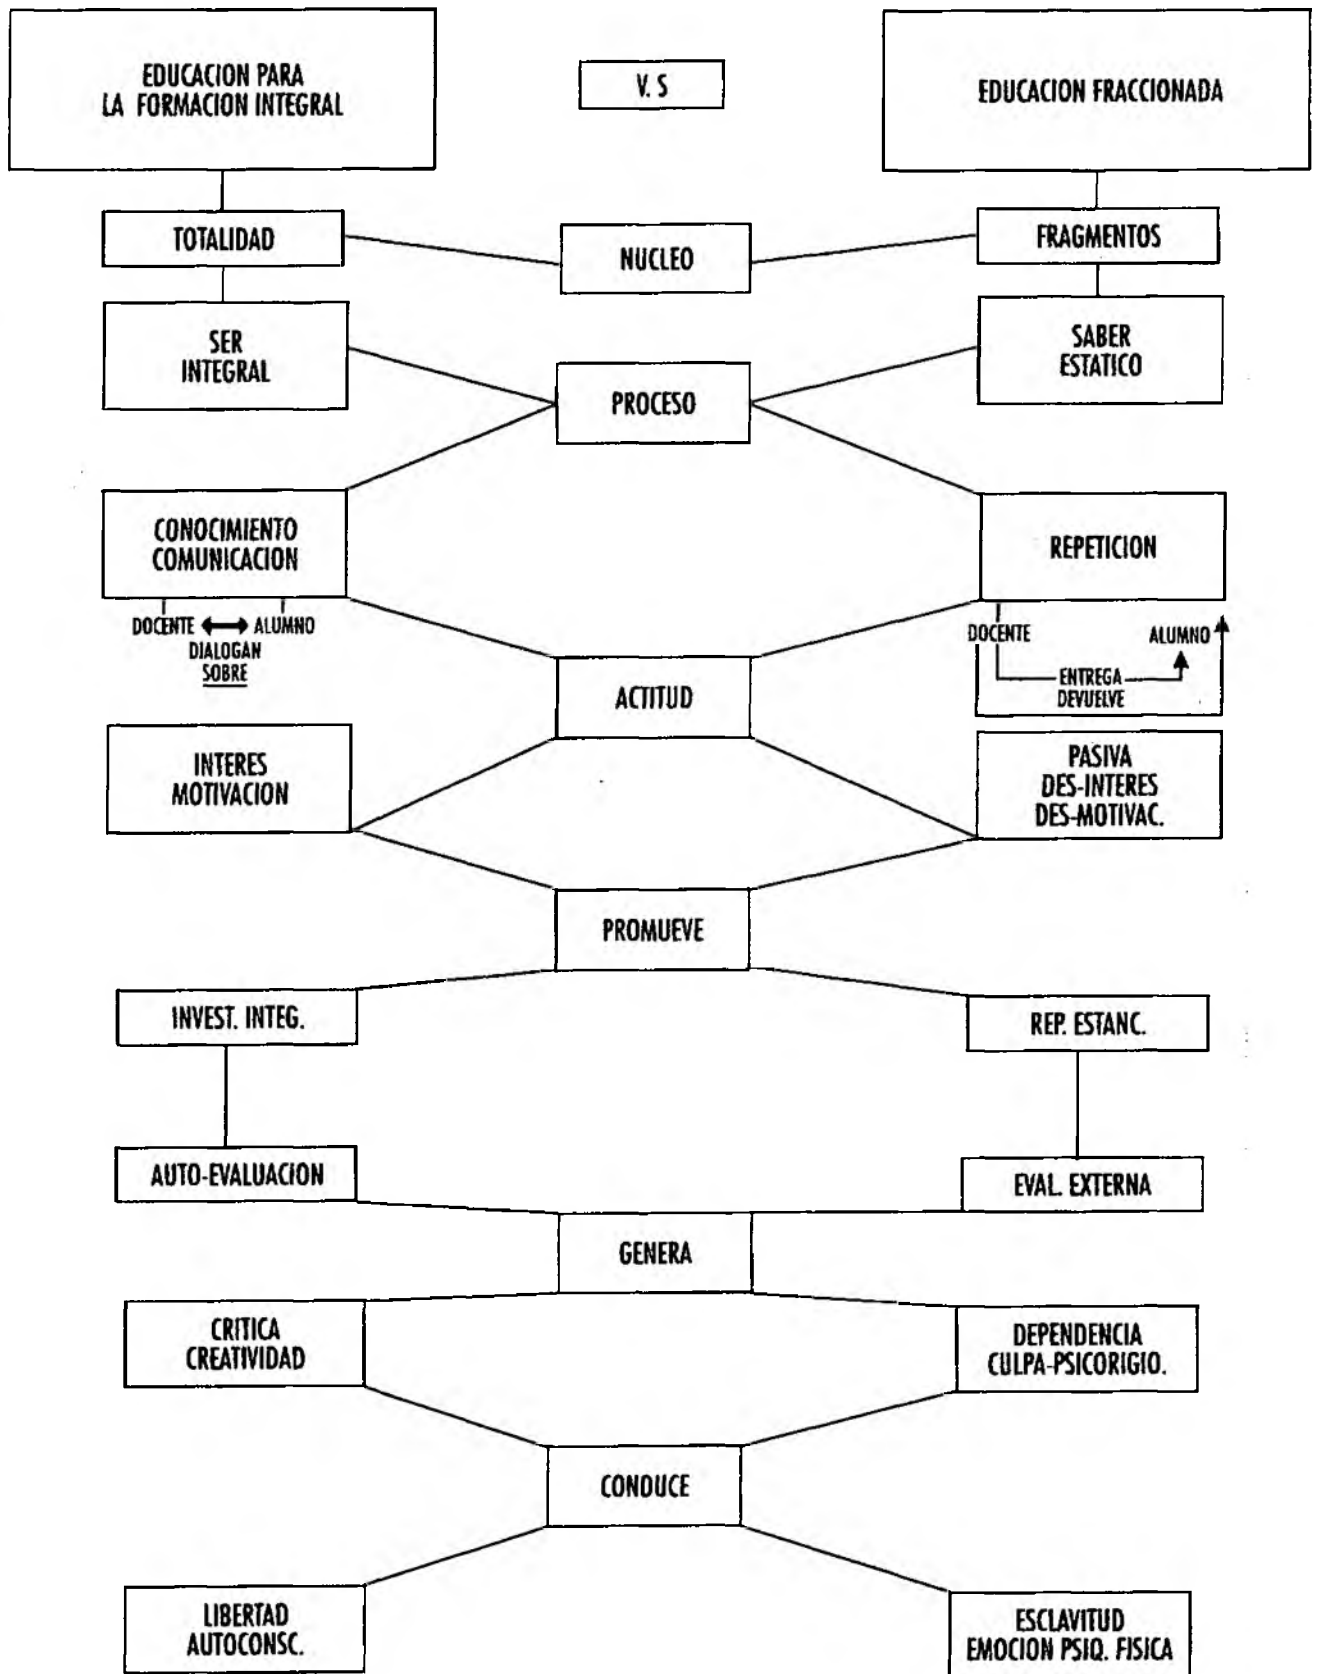 EDUCACION PARA
LA FORMACION INTEGRAL
V. S
EDUCACION FRACCIONADA
TOTALIDAD
NUCLEO
FRAGMENTOS
SER
INTEGRAL
SABER
ESTATICO
PROCESO
CONOCIMIENTO
COMUNICACION
REPETICION
DOCENTE ALUMNO
DIALOGAN
SOBRE
DOCENTE ALUMNO
ENTREGA
DEVUELVE
ACTITUD
INTERES
MOTIVACION
PASIVA
DES-INTERES
DES-MOTIVAC.
PROMUEVE
INVEST. INTEG.
REP. ESTANC.
AUTO-EVALUACION
EVAL. EXTERNA
GENERA
CRITICA
CREATIVIDAD
DEPENDENCIA
CULPA-PSICORIGIO.
CONDUCE
LIBERTAD
AUTOCONSC.
ESCLAVITUD
EMOCION PSIQ. FISICA